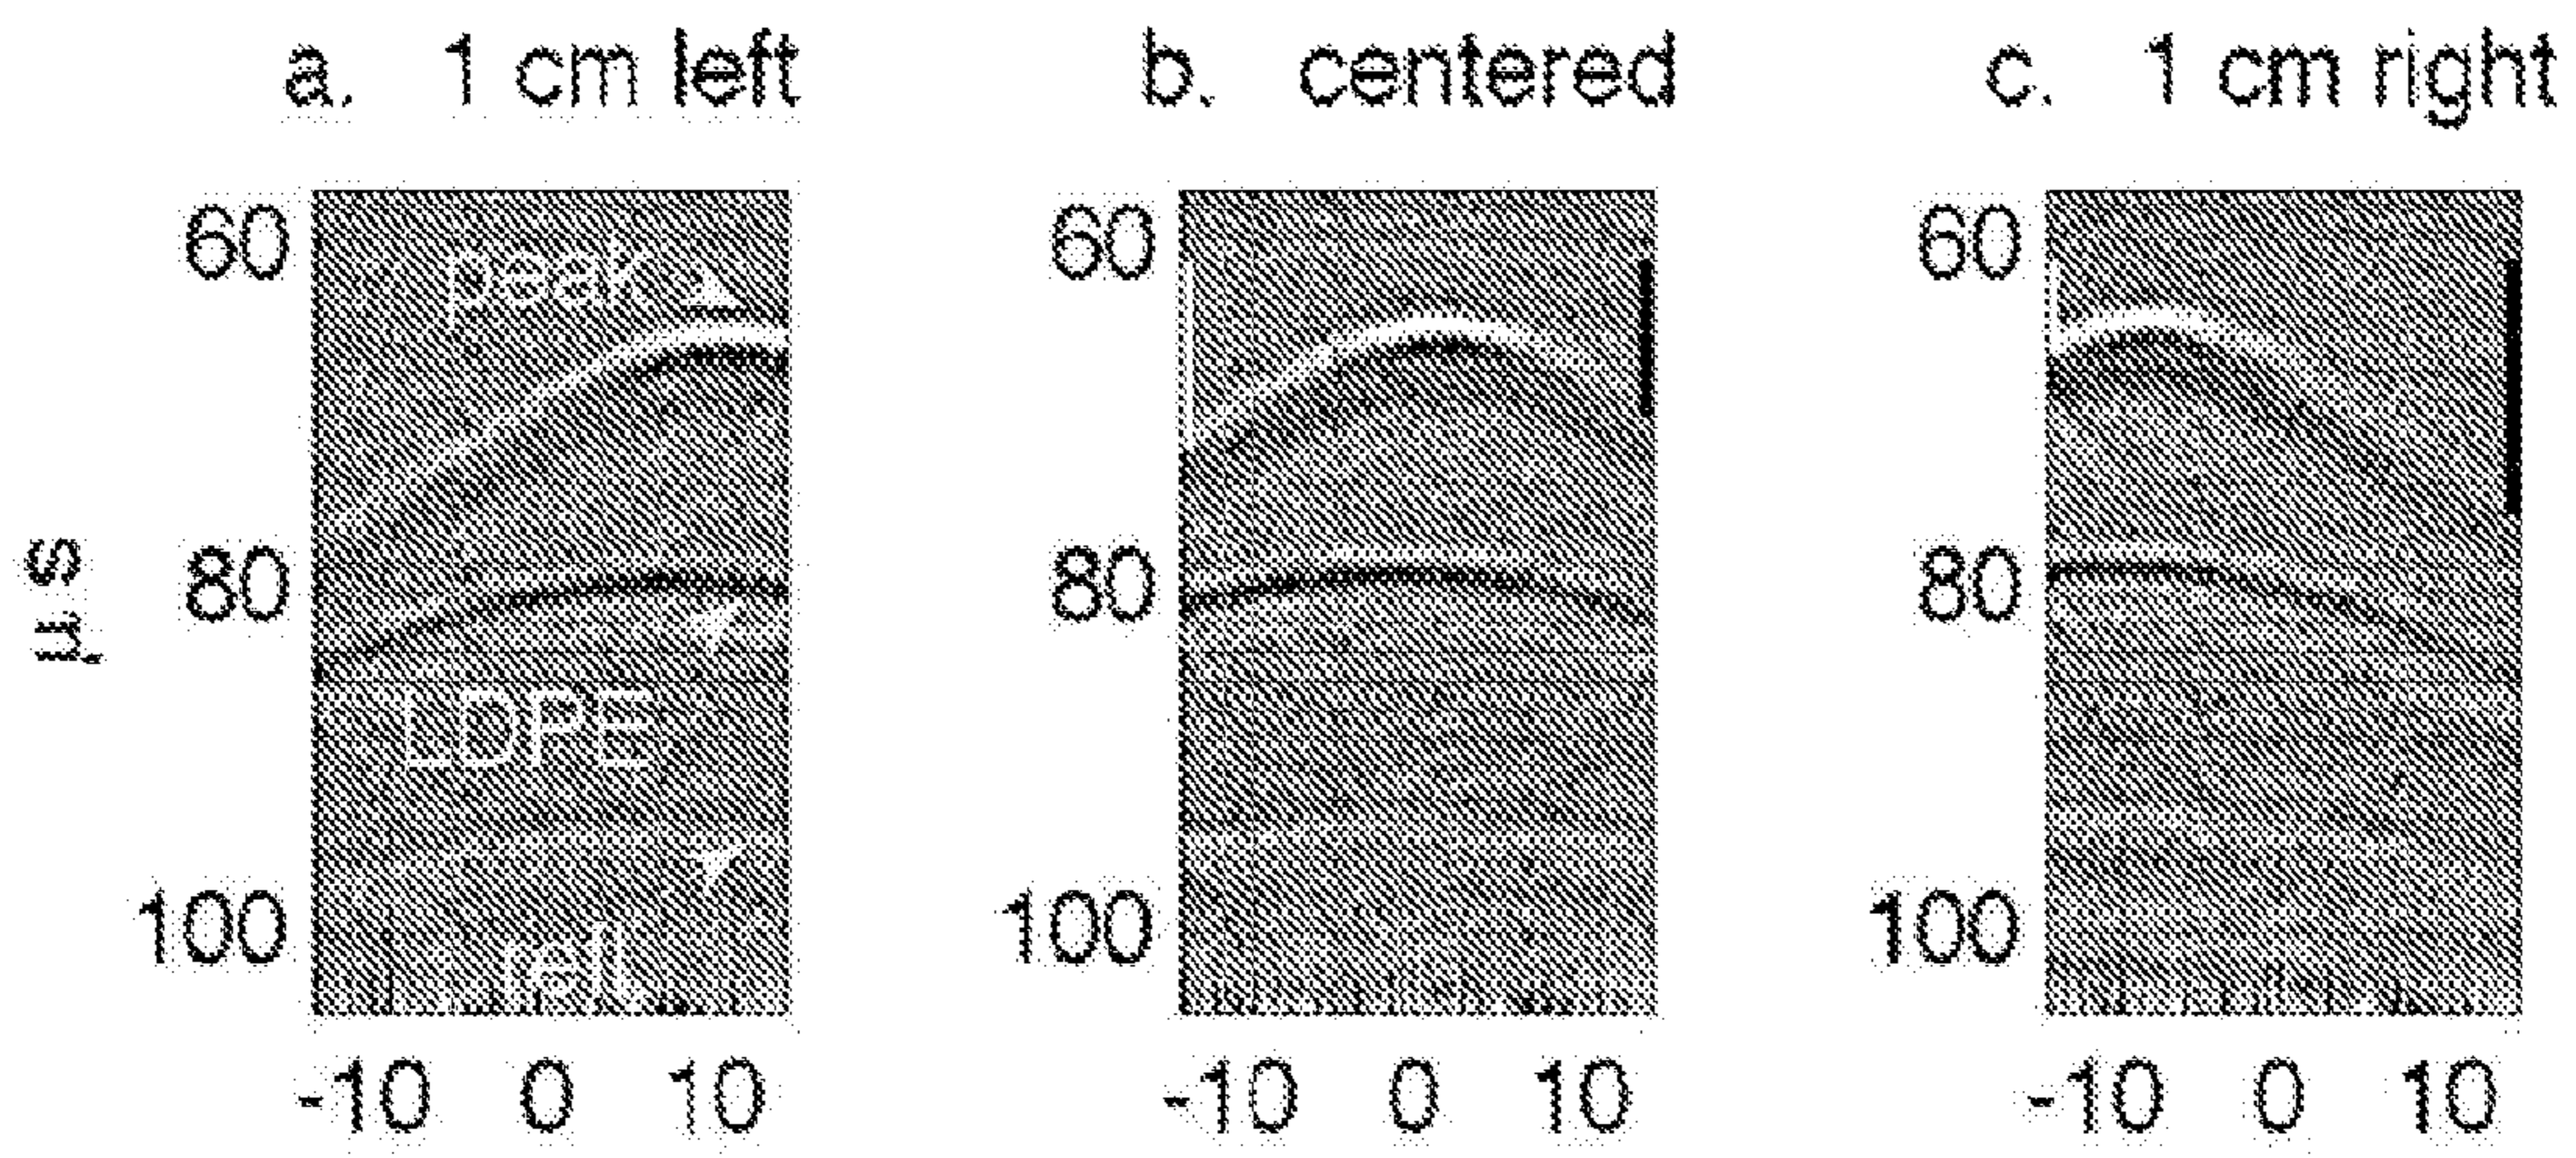 a. 1 cm left b. centered c. 1 cm right
60 60 60
peak
80 80 80
μs
LDPE
100 100 100
refl.
-10 0 10 -10 0 10 -10 0 10